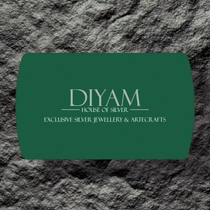 DIYAM
HOUSE OF SILVER
EXCLUSIVE SILVER JEWELLERY & ARTECRAFTS